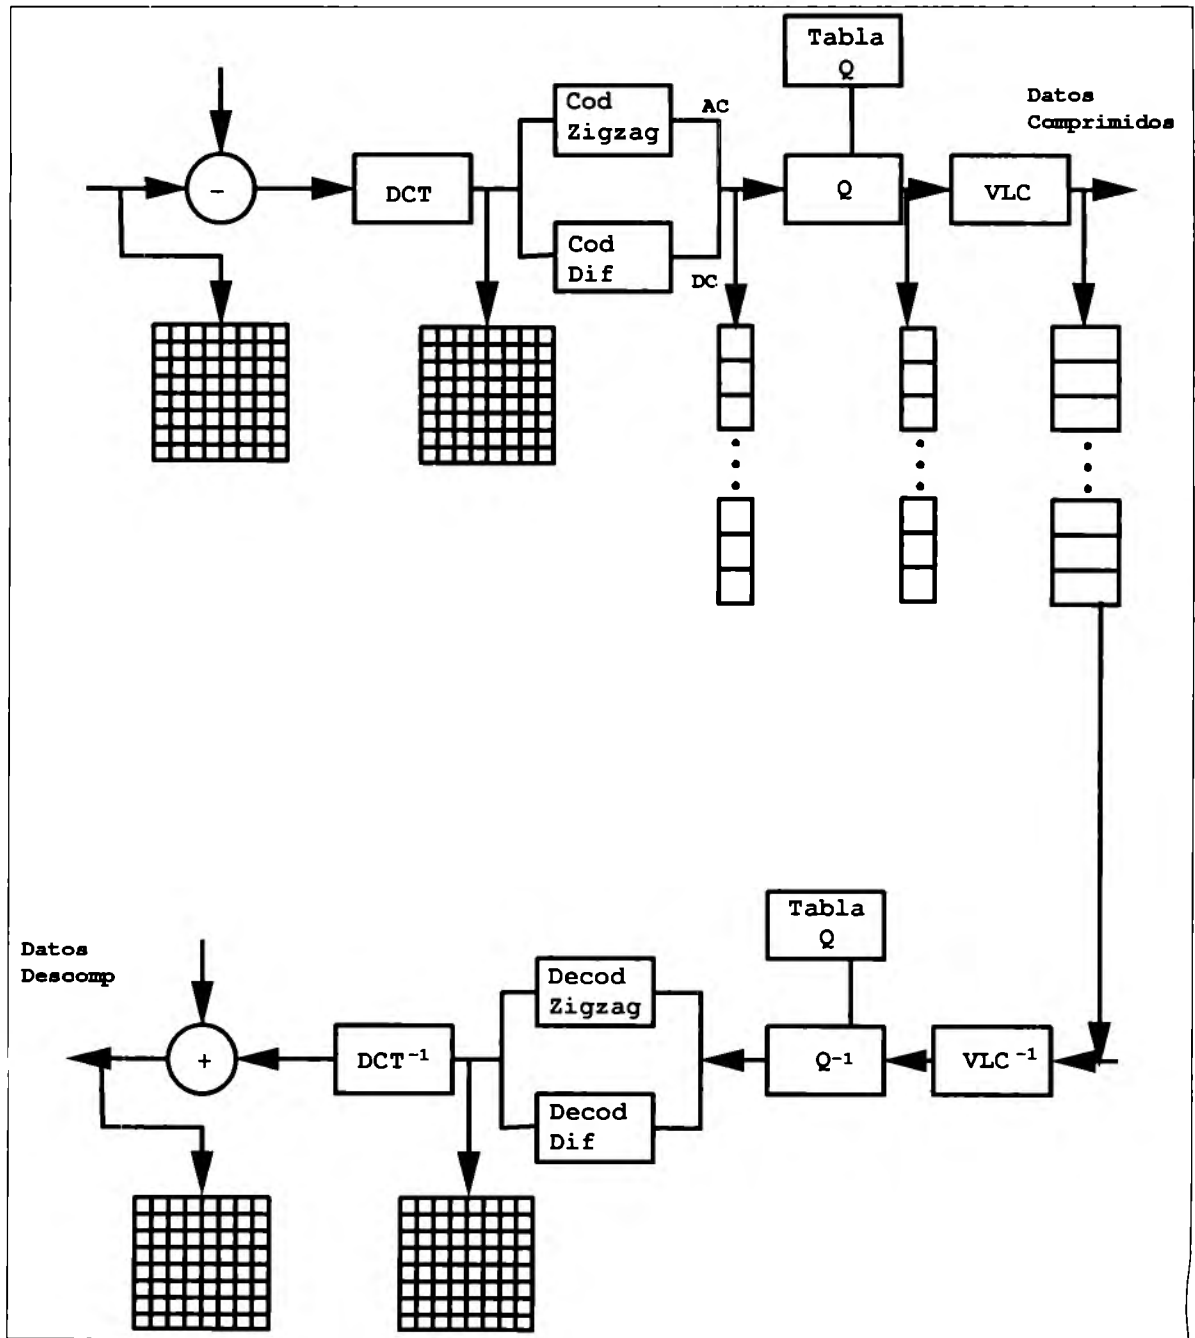 Tabla
Q
Cod
Zigzag
AC
Datos
Comprimidos
-
DCT
Q
VLC
Cod
Dif
DC
Tabla
Q
Datos
Descomp
Decod
Zigzag
+
DCT⁻¹
Q⁻¹
VLC⁻¹
Decod
Dif